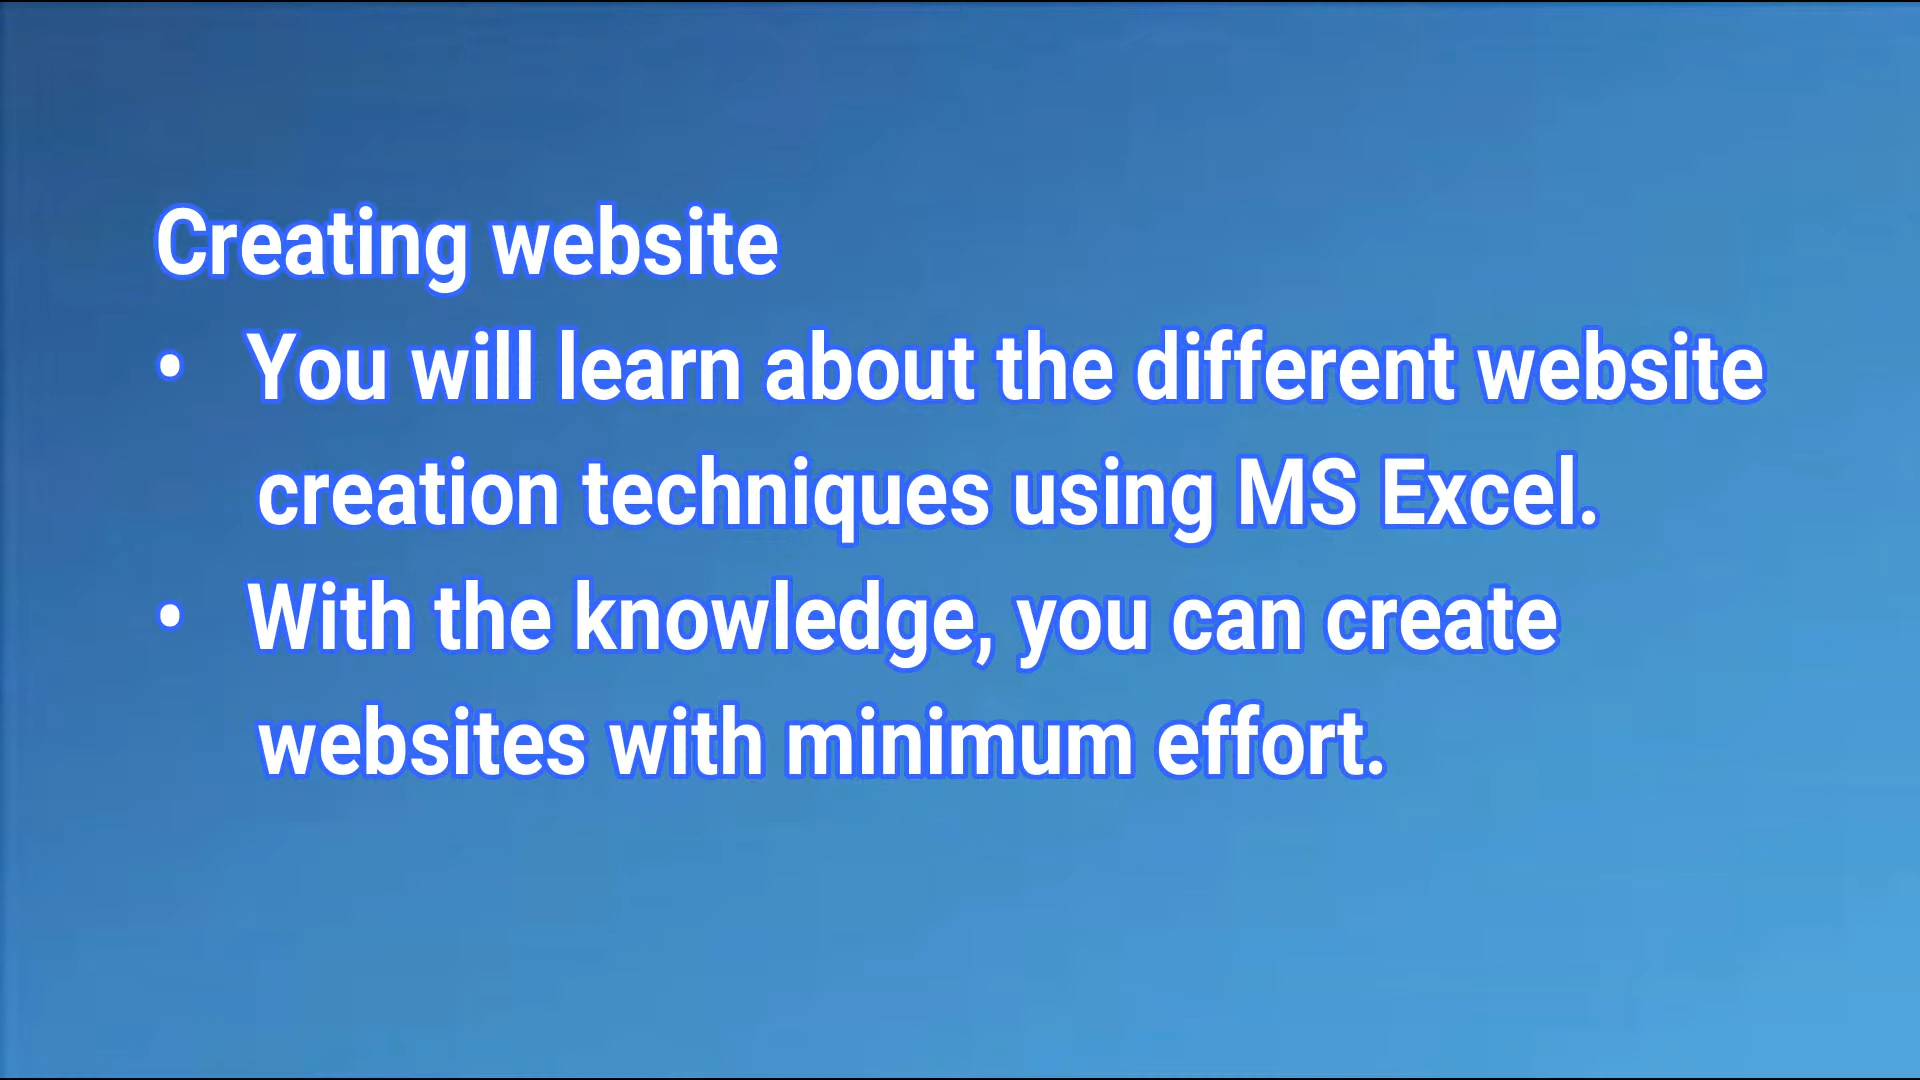 Creating website
• You will learn about the different website
creation techniques using MS Excel.
• With the knowledge, you can create
websites with minimum effort.